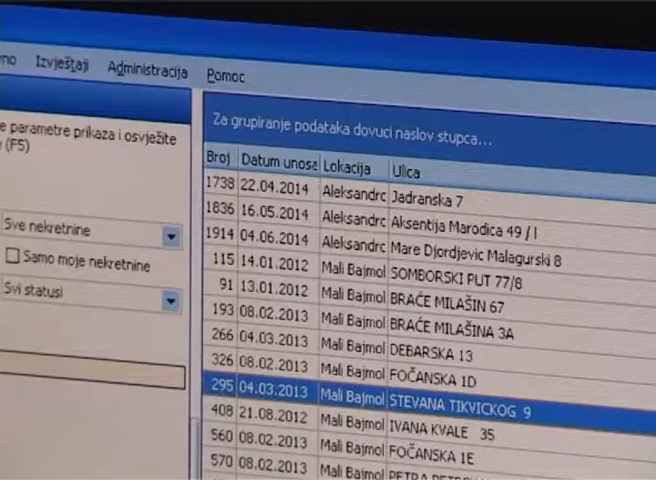 Izvještaji Administracija Pomoc
Za grupiranje podataka dovuci naslov stupca...
e parametre prikaza i osvježite
(F5)
Sve nekretnine
Samo moje nekretnine
Svi statusi
Broj Datum unosa Lokacija Ulica
1738 22.04.2014 Aleksandrc Jadranska 7
1836 16.05.2014 Aleksandrc Aksentija Marodica 49 / I
1914 04.06.2014 Aleksandrc Mare Djordjevic Malagurski 8
115 14.01.2012 Mali Bajmol SOMBORSKI PUT 77/8
91 13.01.2012 Mali Bajmol BRAĆE MILAŠIN 67
193 08.02.2013 Mali Bajmol BRAĆE MILAŠINA 3A
266 04.03.2013 Mali Bajmol DEBARSKA 13
326 08.02.2013 Mali Bajmol FOČANSKA 1D
295 04.03.2013 Mali Bajmol STEVANA TIKVICKOG 9
408 21.08.2012 Mali Bajmol IVANA KVALE 35
560 08.02.2013 Mali Bajmol FOČANSKA 1E
570 08.02.2013 Mali Bajmol